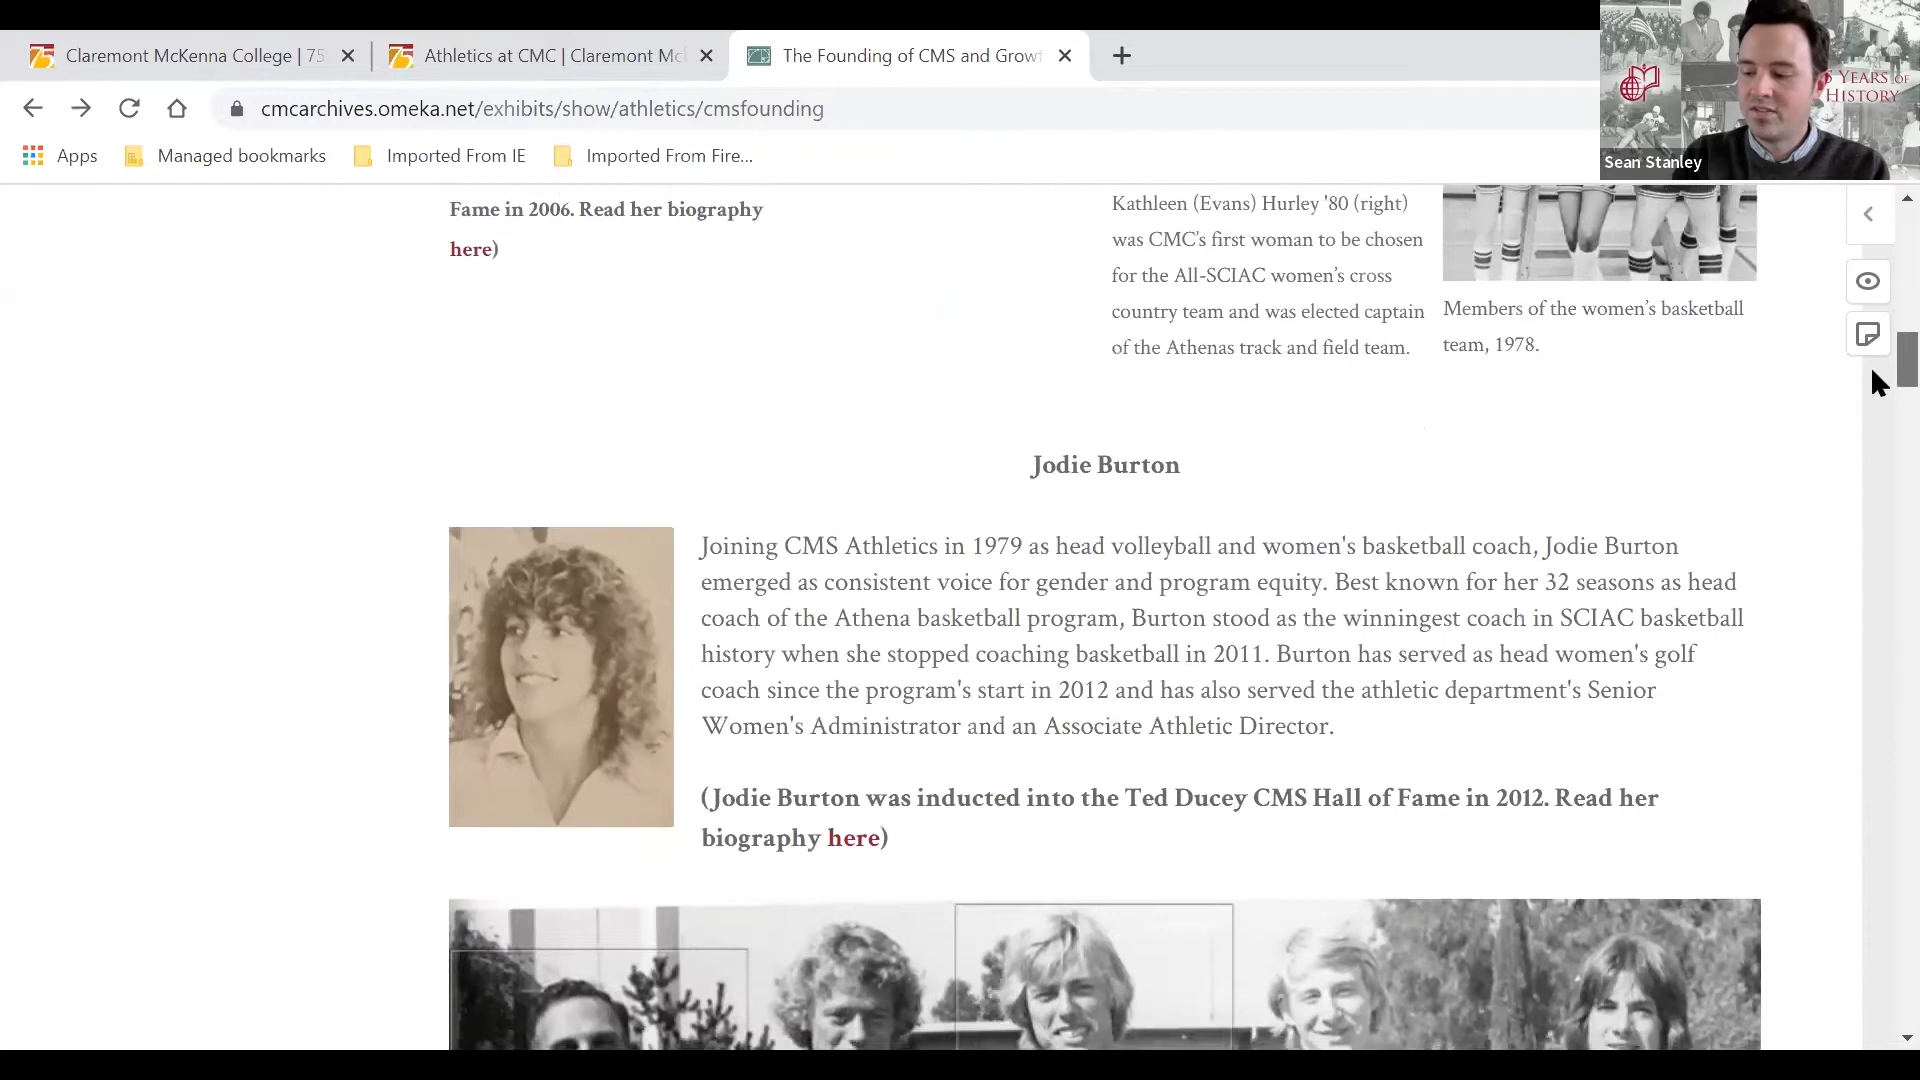 Claremont McKenna College | 75
Athletics at CMC | Claremont Mc
The Founding of CMS and Grow
cmcarchives.omeka.net/exhibits/show/athletics/cmsfounding
Apps
Managed bookmarks
Imported From IE
Imported From Fire...
YEARS OF
HISTORY
Sean Stanley
Fame in 2006. Read her biography
here)
Kathleen (Evans) Hurley '80 (right)
was CMC's first woman to be chosen
for the All-SCIAC women's cross
country team and was elected captain
of the Athenas track and field team.
Members of the women's basketball
team, 1978.
Jodie Burton
Joining CMS Athletics in 1979 as head volleyball and women's basketball coach, Jodie Burton
emerged as consistent voice for gender and program equity. Best known for her 32 seasons as head
coach of the Athena basketball program, Burton stood as the winningest coach in SCIAC basketball
history when she stopped coaching basketball in 2011. Burton has served as head women's golf
coach since the program's start in 2012 and has also served the athletic department's Senior
Women's Administrator and an Associate Athletic Director.
(Jodie Burton was inducted into the Ted Ducey CMS Hall of Fame in 2012. Read her
biography here)